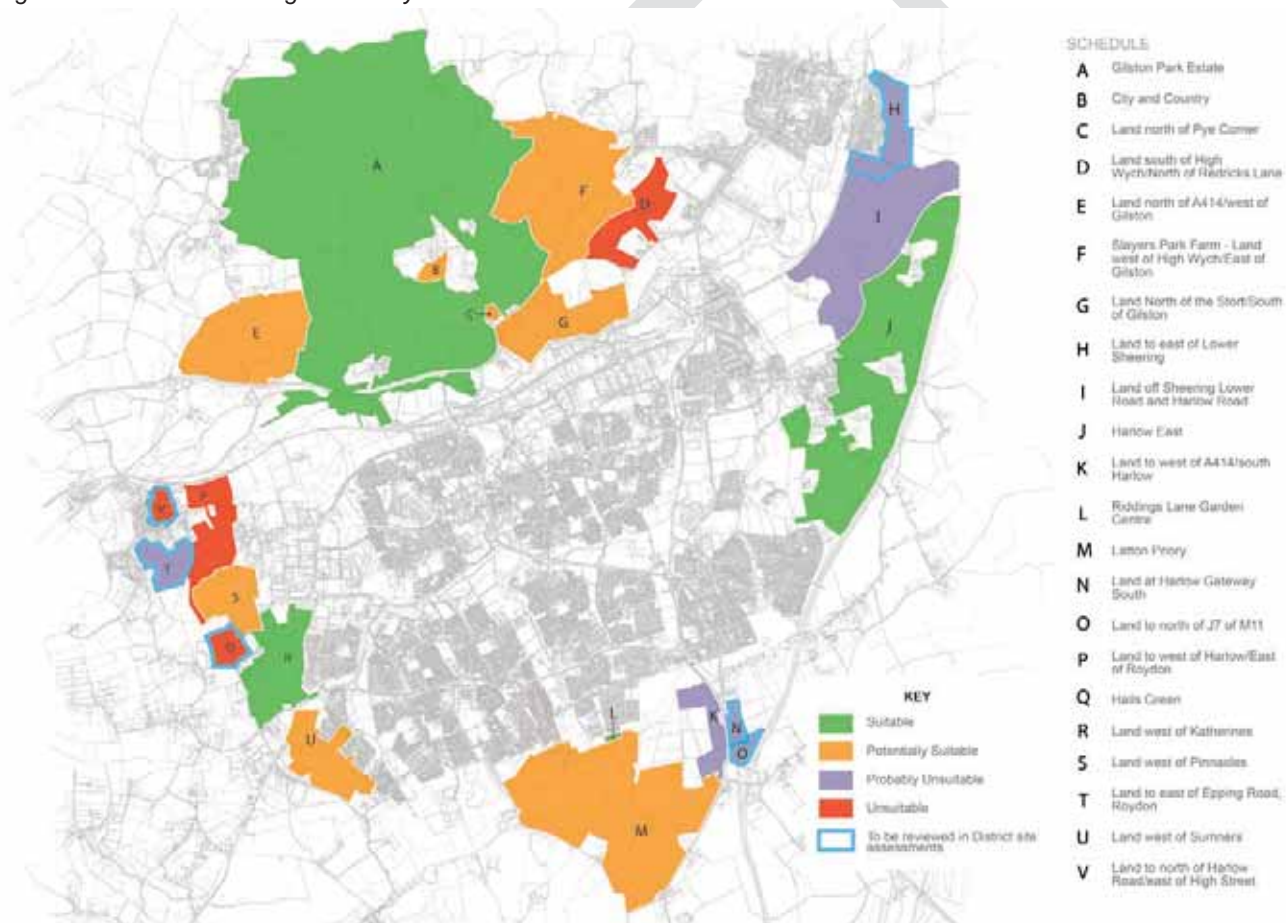 SCHEDULE
A Gilston Park Estate
B City and Country
C Land north of Pye Corner
D Land south of High
Wych/North of Redricks Lane
E Land north of A414/west of
Gilston
F Slayers Park Farm - Land
west of High Wych/East of
Gilston
G Land North of the Stort/South
of Gilston
H Land to east of Lower
Sheering
I Land off Sheering Lower
Road and Harlow Road
J Harlow East
K Land to west of A414/south
Harlow
L Riddings Lane Garden
Centre
M Latton Priory
N Land at Harlow Gateway
South
O Land to north of J7 of M11
P Land to west of Harlow/East
of Roydon
Q Halls Green
R Land west of Katherines
S Land west of Pinnacles
T Land to east of Epping Road,
Roydon
U Land west of Sumners
V Land to north of Harlow
Road/east of High Street
KEY
Suitable
Potentially Suitable
Probably Unsuitable
Unsuitable
To be reviewed in District site
assessments
A
B
C
D
E
F
G
H
I
J
K
L
M
N
O
P
Q
R
S
T
U
V